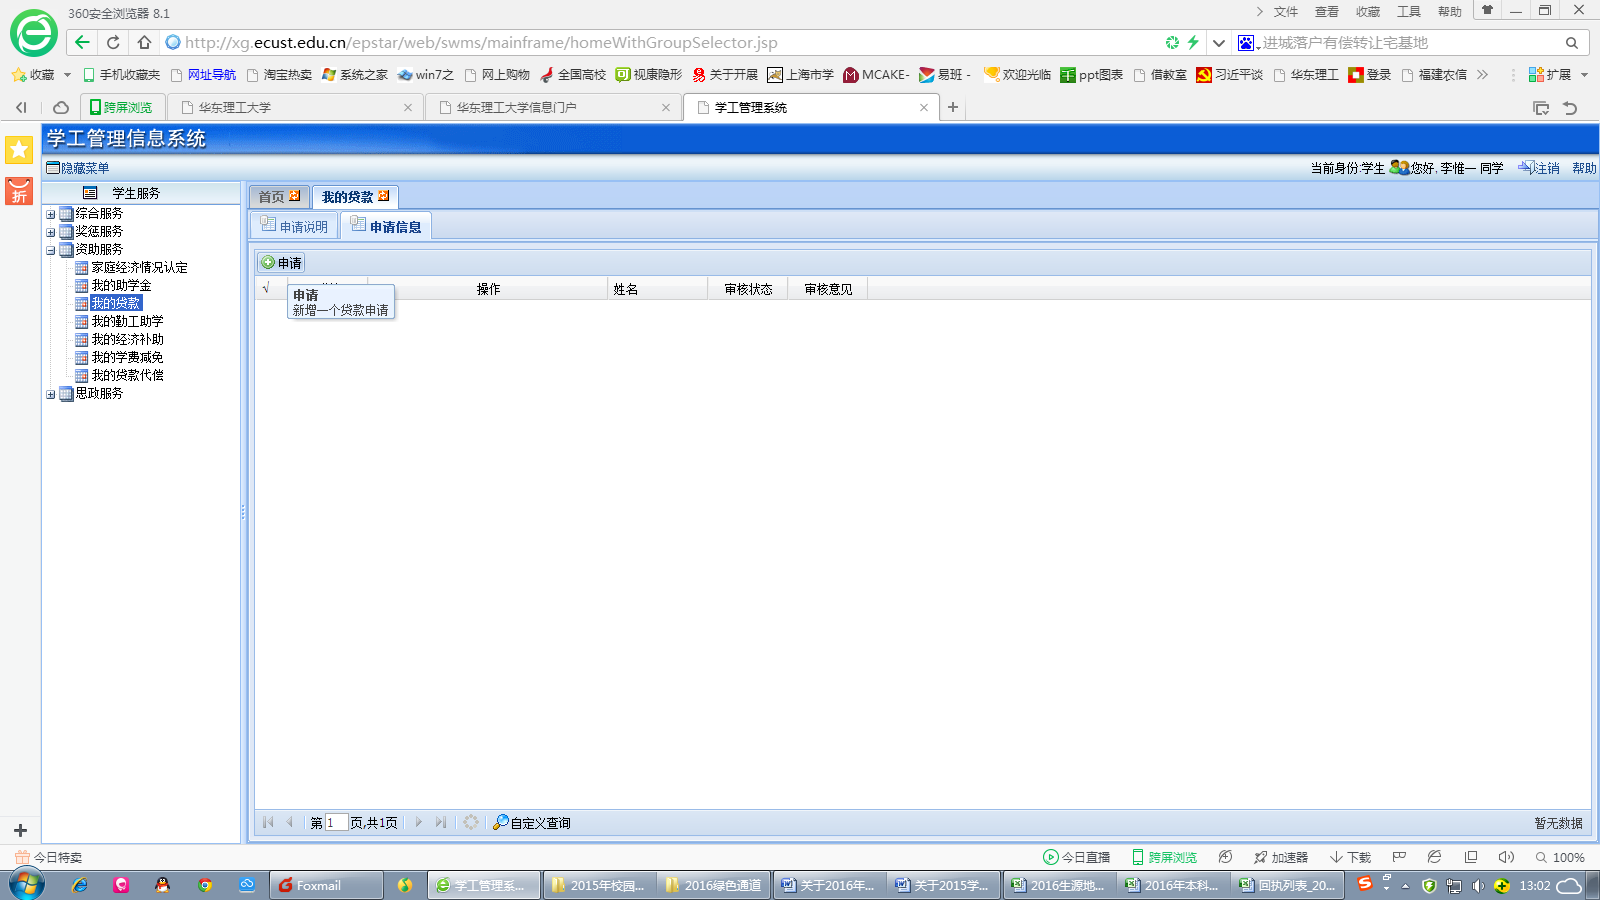 360安全浏览器 8.1
文件 查看 收藏 工具 帮助
http://xg.ecust.edu.cn/epstar/web/swms/mainframe/homeWithGroupSelector.jsp
进城落户有偿转让宅基地
收藏 手机收藏夹 网址导航 淘宝热卖 系统之家 win7之 网上购物 全国高校 视康隐形 关于开展 上海市学 MCAKE- 易班 - 欢迎光临 ppt图表 借教室 习近平谈 华东理工 登录 福建农信 扩展
跨屏浏览 华东理工大学 华东理工大学信息门户 学工管理系统
学工管理信息系统
隐藏菜单
当前身份:学生 您好, 李惟一 同学 注销 帮助
折
学生服务
综合服务
奖惩服务
资助服务
家庭经济情况认定
我的助学金
我的贷款
我的勤工助学
我的经济补助
我的学费减免
我的贷款代偿
思政服务
首页 我的贷款
申请说明 申请信息
申请
√ 操作 姓名 审核状态 审核意见
申请
新增一个贷款申请
第 1 页,共1页 自定义查询 暂无数据
今日特卖 今日直播 跨屏浏览 加速器 下载 100%
Foxmail 学工管理系... 2015年校园... 2016绿色通道 关于2016年... 关于2015学... 2016生源地... 2016年本科... 回执列表_20... 13:02